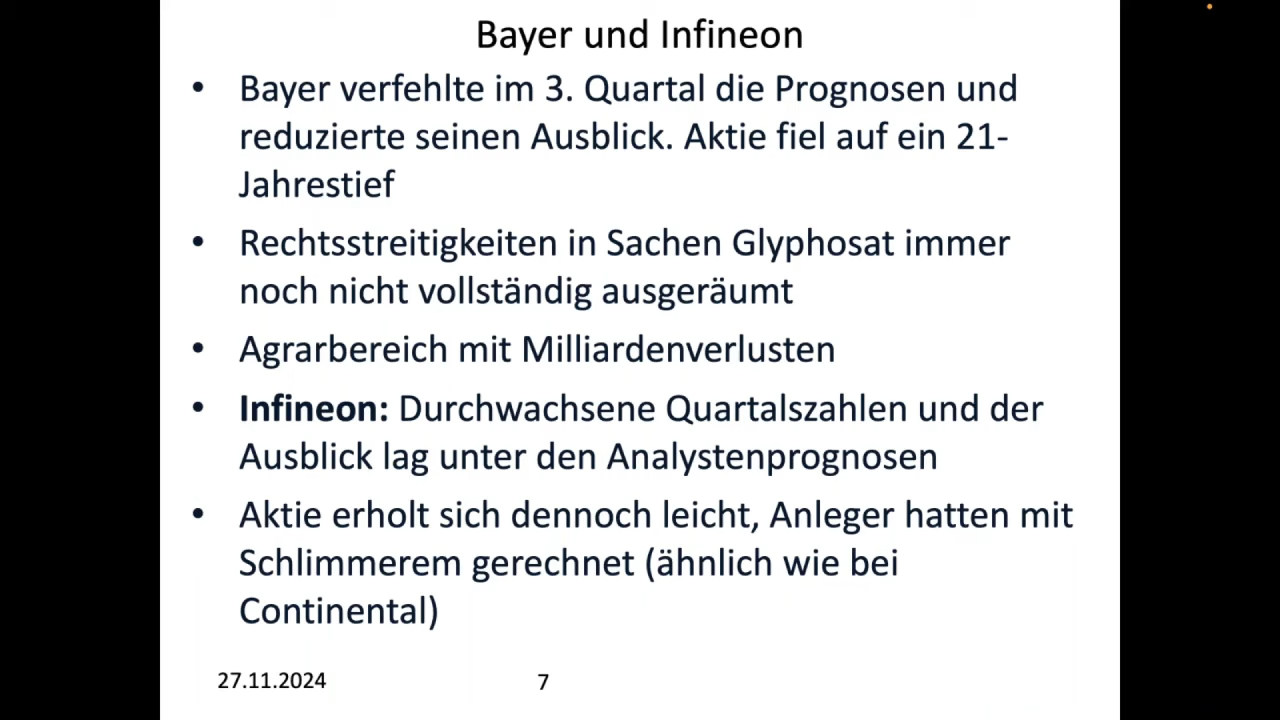 Bayer und Infineon
• Bayer verfehlte im 3. Quartal die Prognosen und
reduzierte seinen Ausblick. Aktie fiel auf ein 21-
Jahrestief
• Rechtsstreitigkeiten in Sachen Glyphosat immer
noch nicht vollständig ausgeräumt
• Agrarbereich mit Milliardenverlusten
• Infineon: Durchwachsene Quartalszahlen und der
Ausblick lag unter den Analystenprognosen
• Aktie erholt sich dennoch leicht, Anleger hatten mit
Schlimmerem gerechnet (ähnlich wie bei
Continental)
27.11.2024 7